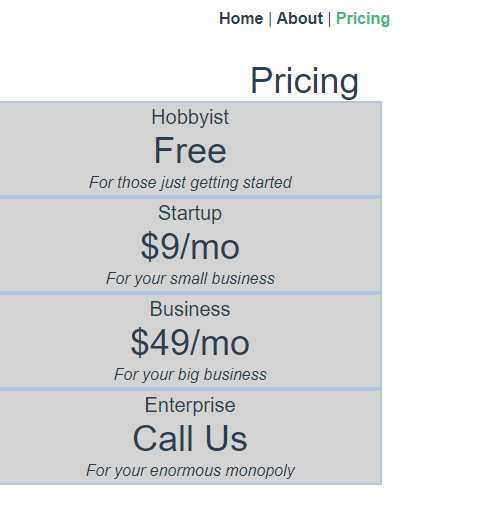 Home | About | Pricing
Pricing
Hobbyist
Free
For those just getting started
Startup
$9/mo
For your small business
Business
$49/mo
For your big business
Enterprise
Call Us
For your enormous monopoly